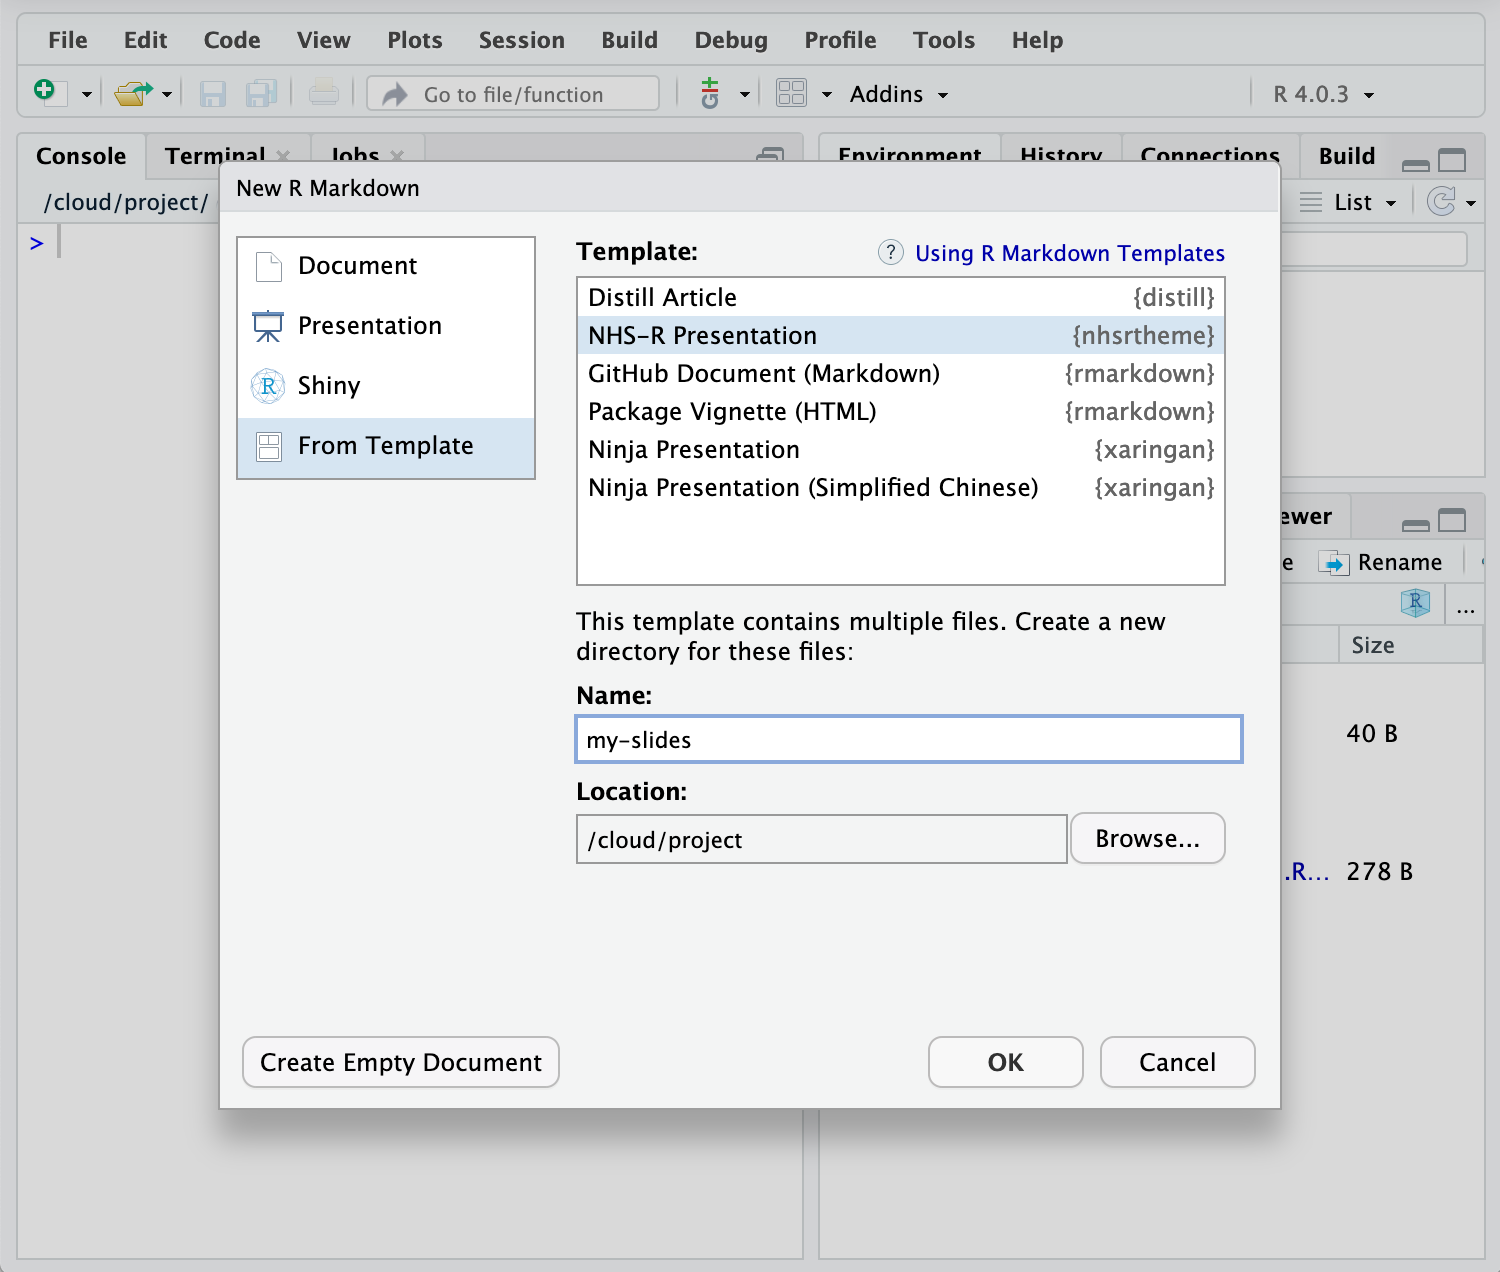 File Edit Code View Plots Session Build Debug Profile Tools Help
Go to file/function Addins R 4.0.3
Console Terminal Jobs Environment History Connections Build
/cloud/project/ List
>
New R Markdown
Document
Presentation
Shiny
From Template
Template: ? Using R Markdown Templates
Distill Article {distill}
NHS-R Presentation {nhsrtheme}
GitHub Document (Markdown) {rmarkdown}
Package Vignette (HTML) {rmarkdown}
Ninja Presentation {xaringan}
Ninja Presentation (Simplified Chinese) {xaringan}
This template contains multiple files. Create a new
directory for these files:
Name:
my-slides
Location:
/cloud/project Browse...
Create Empty Document OK Cancel
ewer
e Rename
...
Size
40 B
.R... 278 B